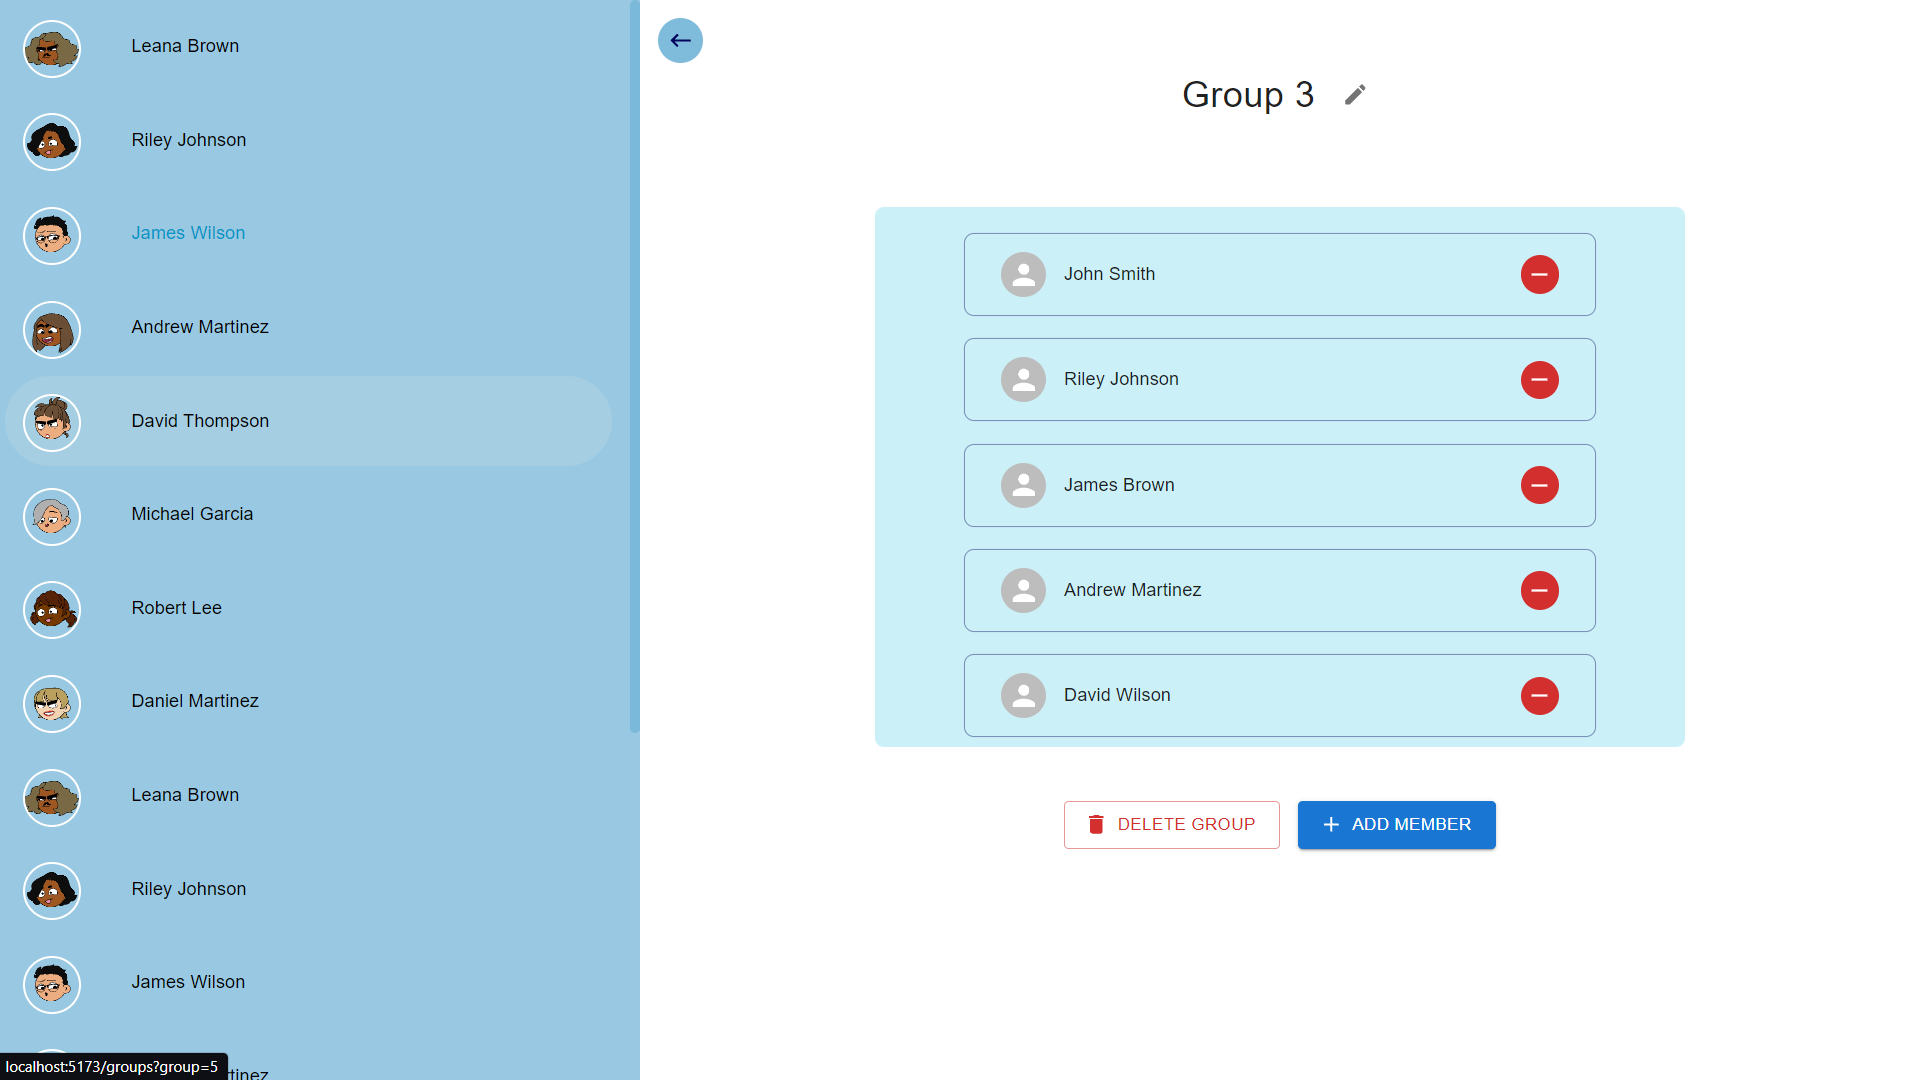 Leana Brown
Riley Johnson
James Wilson
Andrew Martinez
David Thompson
Michael Garcia
Robert Lee
Daniel Martinez
Leana Brown
Riley Johnson
James Wilson
localhost:5173/groups?group=5
Group 3
John Smith
Riley Johnson
James Brown
Andrew Martinez
David Wilson
DELETE GROUP
ADD MEMBER